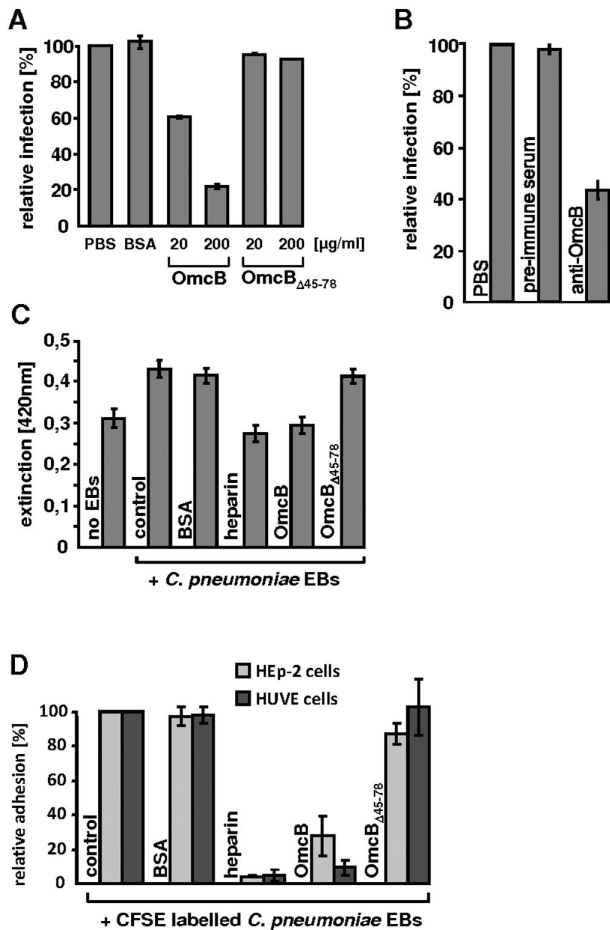 A
relative infection [%]
100
80
60
40
20
0
PBS BSA 20 200 20 200 [µg/ml]
OmcB OmcBΔ45-78
B
relative infection [%]
100
80
60
40
20
0
PBS
pre-immune serum
anti-OmcB
C
extinction [420nm]
0,5
0,4
0,3
0,2
0,1
0
no EBs
control
BSA
heparin
OmcB
OmcBΔ45-78
+ C. pneumoniae EBs
D
HEp-2 cells
HUVE cells
relative adhesion [%]
100
80
60
40
20
0
control
BSA
heparin
OmcB
OmcBΔ45-78
+ CFSE labelled C. pneumoniae EBs